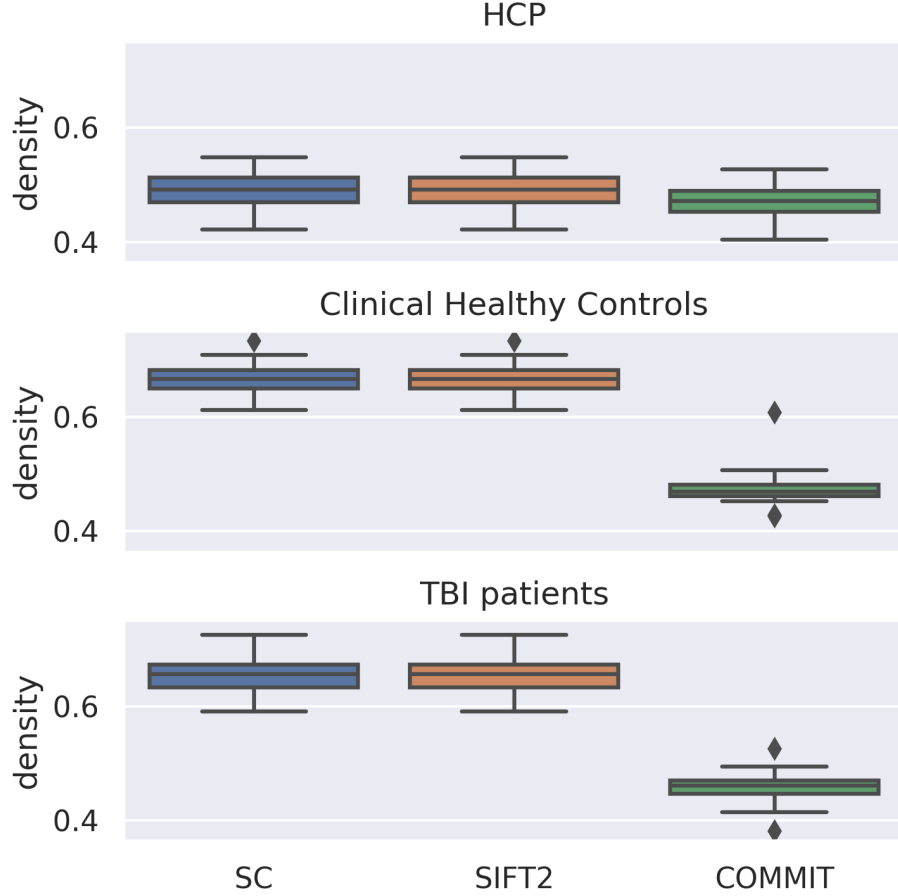 HCP
density
0.6
0.4
Clinical Healthy Controls
density
0.6
0.4
TBI patients
density
0.6
0.4
SC SIFT2 COMMIT